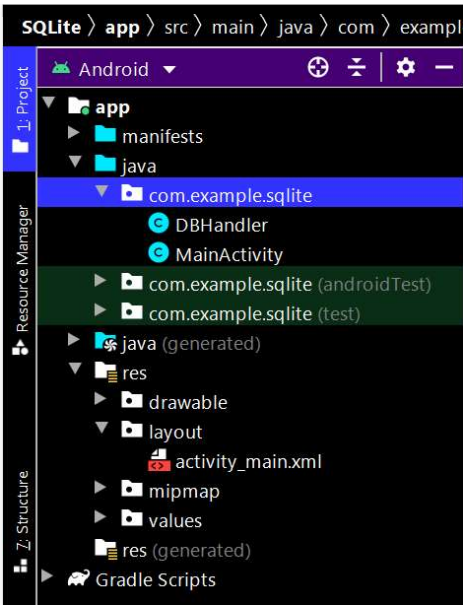 SQLite 〉 app 〉 src 〉 main 〉 java 〉 com 〉 exampl
Android
1: Project
app
manifests
java
com.example.sqlite
DBHandler
MainActivity
com.example.sqlite (androidTest)
com.example.sqlite (test)
Resource Manager
java (generated)
res
drawable
layout
activity_main.xml
mipmap
values
Z: Structure
res (generated)
Gradle Scripts